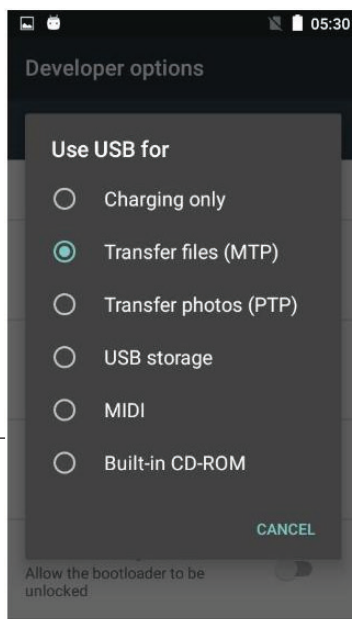 05:30
Developer options
Use USB for
Charging only
Transfer files (MTP)
Transfer photos (PTP)
USB storage
MIDI
Built-in CD-ROM
CANCEL
Allow the bootloader to be
unlocked